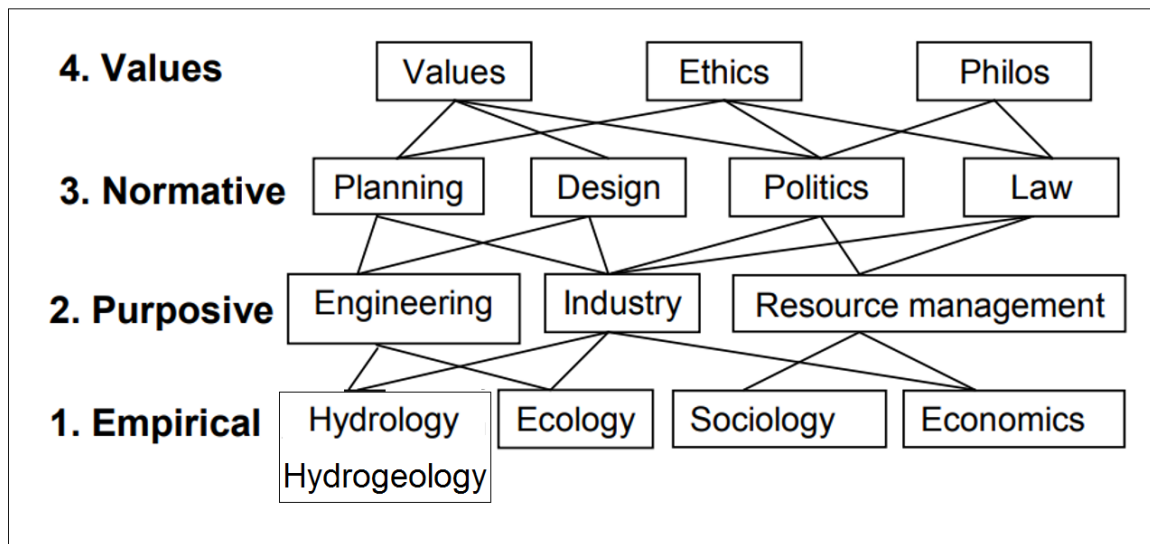 4. Values
Values
Ethics
Philos
3. Normative
Planning
Design
Politics
Law
2. Purposive
Engineering
Industry
Resource management
1. Empirical
Hydrology
Hydrogeology
Ecology
Sociology
Economics